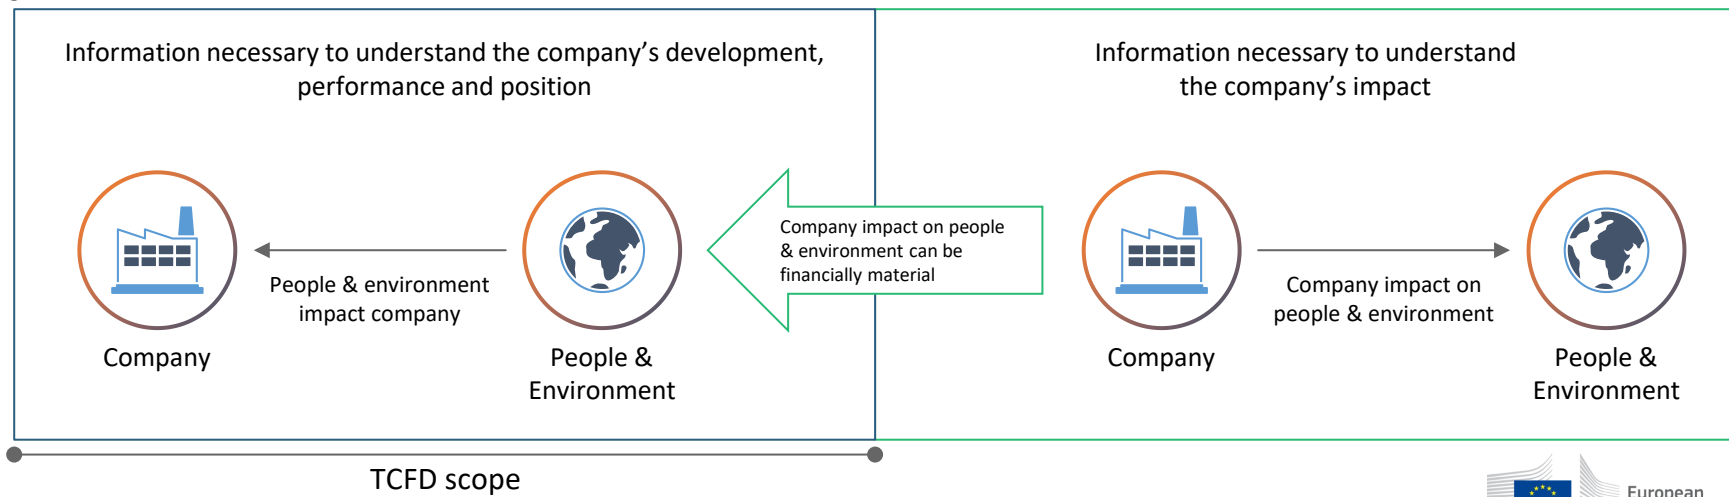 Information necessary to understand the company’s development,
performance and position
Information necessary to understand
the company’s impact
Company impact on people
& environment can be
financially material
People & environment
impact company
Company impact on
people & environment
Company
People &
Environment
Company
People &
Environment
TCFD scope
European